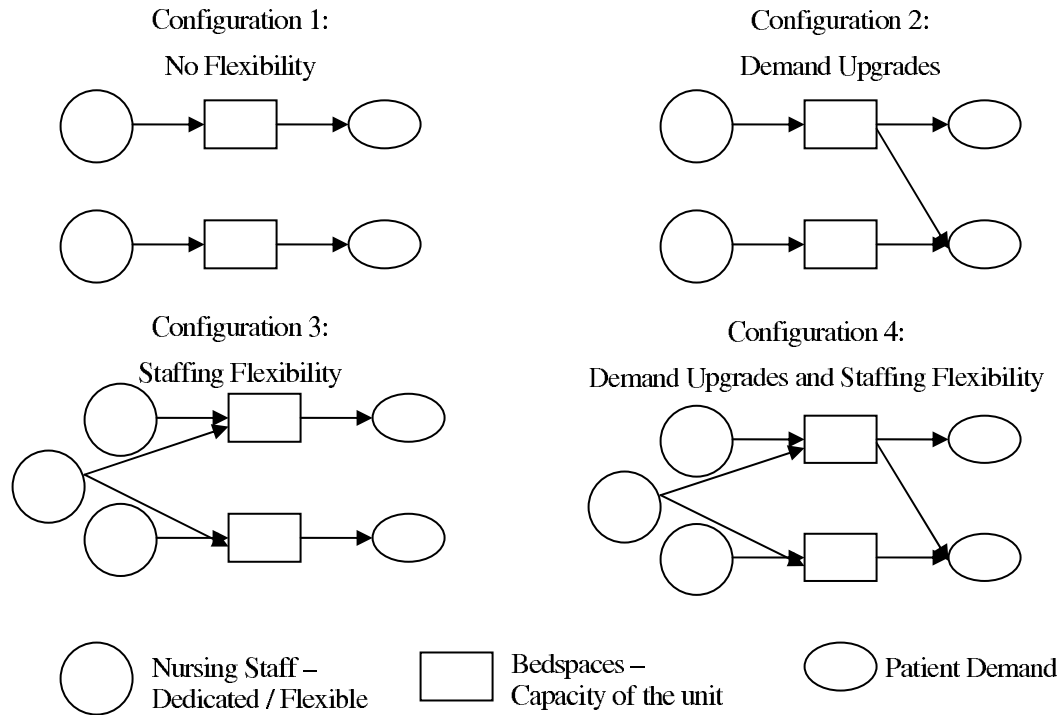 Configuration 1:
No Flexibility
Configuration 2:
Demand Upgrades
Configuration 3:
Staffing Flexibility
Configuration 4:
Demand Upgrades and Staffing Flexibility
Nursing Staff –
Dedicated / Flexible
Bedspaces –
Capacity of the unit
Patient Demand